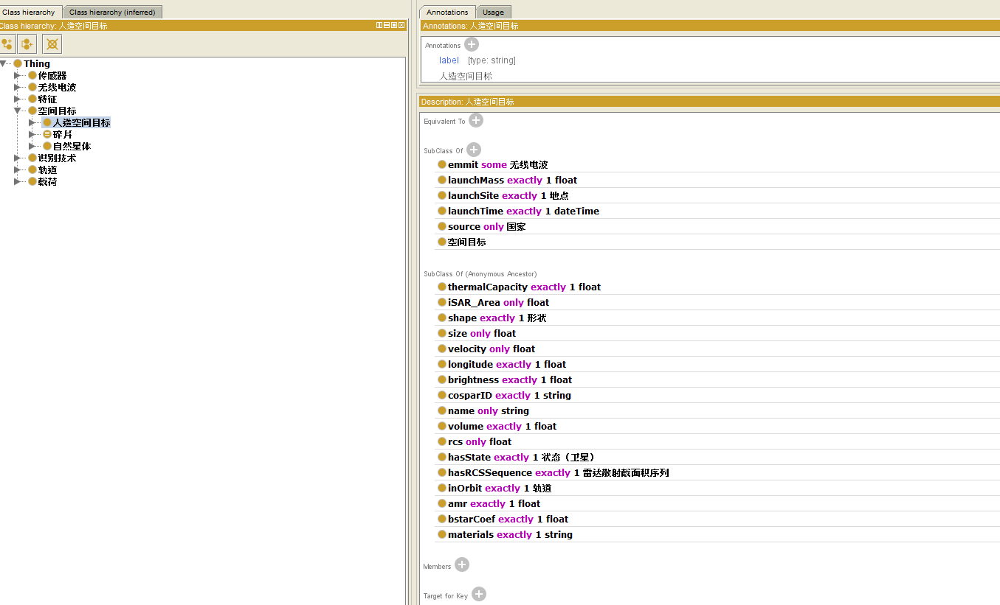 Class hierarchy
Class hierarchy (inferred)
Class hierarchy: 人造空间目标
Thing
传感器
无线电波
特征
空间目标
人造空间目标
碎片
自然星体
识别技术
轨道
载荷
Annotations
Usage
Annotations: 人造空间目标
Annotations
label [type: string]
人造空间目标
Description: 人造空间目标
Equivalent To
SubClass Of
emmit some 无线电波
launchMass exactly 1 float
launchSite exactly 1 地点
launchTime exactly 1 dateTime
source only 国家
空间目标
SubClass Of (Anonymous Ancestor)
thermalCapacity exactly 1 float
iSAR_Area only float
shape exactly 1 形状
size only float
velocity only float
longitude exactly 1 float
brightness exactly 1 float
cosparID exactly 1 string
name only string
volume exactly 1 float
rcs only float
hasState exactly 1 状态（卫星）
hasRCSSequence exactly 1 雷达散射截面积序列
inOrbit exactly 1 轨道
amr exactly 1 float
bstarCoef exactly 1 float
materials exactly 1 string
Members
Target for Key